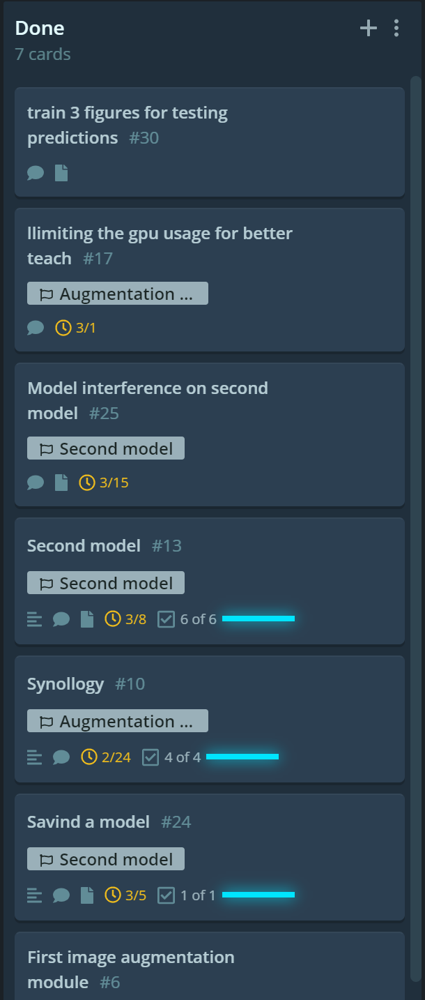 Done
7 cards
train 3 figures for testing
predictions #30
llimiting the gpu usage for better
teach #17
Augmentation ...
3/1
Model interference on second
model #25
Second model
3/15
Second model #13
Second model
3/8 6 of 6
Synollogy #10
Augmentation ...
2/24 4 of 4
Savind a model #24
Second model
3/5 1 of 1
First image augmentation
module #6